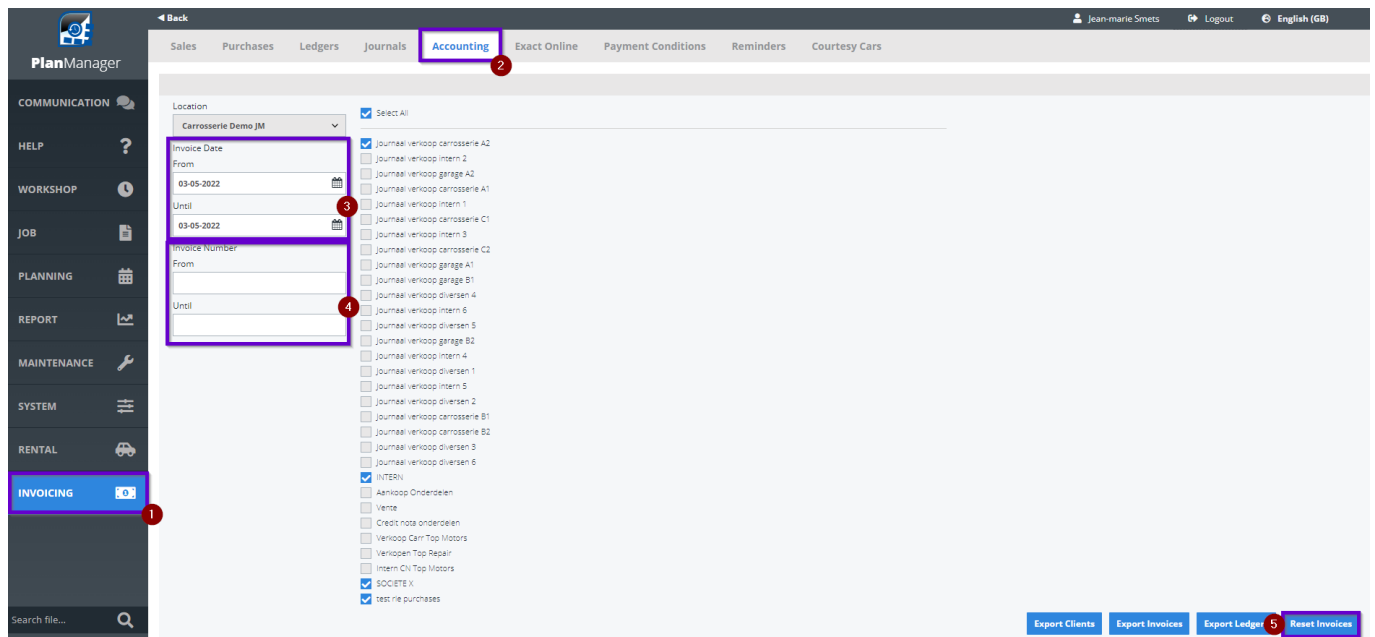 Back
Jean-marie Smets
Logout
English (GB)
PlanManager
Sales
Purchases
Ledgers
Journals
Accounting
Exact Online
Payment Conditions
Reminders
Courtesy Cars
2
COMMUNICATION
HELP
?
WORKSHOP
JOB
PLANNING
REPORT
MAINTENANCE
SYSTEM
RENTAL
INVOICING
1
Search file...
Location
Carrosserie Demo JM
Invoice Date
From
03-05-2022
Until
3
03-05-2022
Invoice Number
From
Until
4
Select All
Journaal verkoop carrosserie A2
Journaal verkoop intern 2
Journaal verkoop garage A2
Journaal verkoop carrosserie A1
Journaal verkoop intern 1
Journaal verkoop carrosserie C1
Journaal verkoop intern 3
Journaal verkoop carrosserie C2
Journaal verkoop garage A1
Journaal verkoop garage B1
Journaal verkoop diversen 4
Journaal verkoop intern 6
Journaal verkoop diversen 5
Journaal verkoop garage B2
Journaal verkoop intern 4
Journaal verkoop diversen 1
Journaal verkoop intern 5
Journaal verkoop diversen 2
Journaal verkoop carrosserie B1
Journaal verkoop carrosserie B2
Journaal verkoop diversen 3
Journaal verkoop diversen 6
INTERN
Aankoop Onderdelen
Vente
Credit nota onderdelen
Verkoop Carr Top Motors
Verkopen Top Repair
Intern CN Top Motors
SOCIETE X
test rle purchases
Export Clients
Export Invoices
Export Ledger
5
Reset Invoices